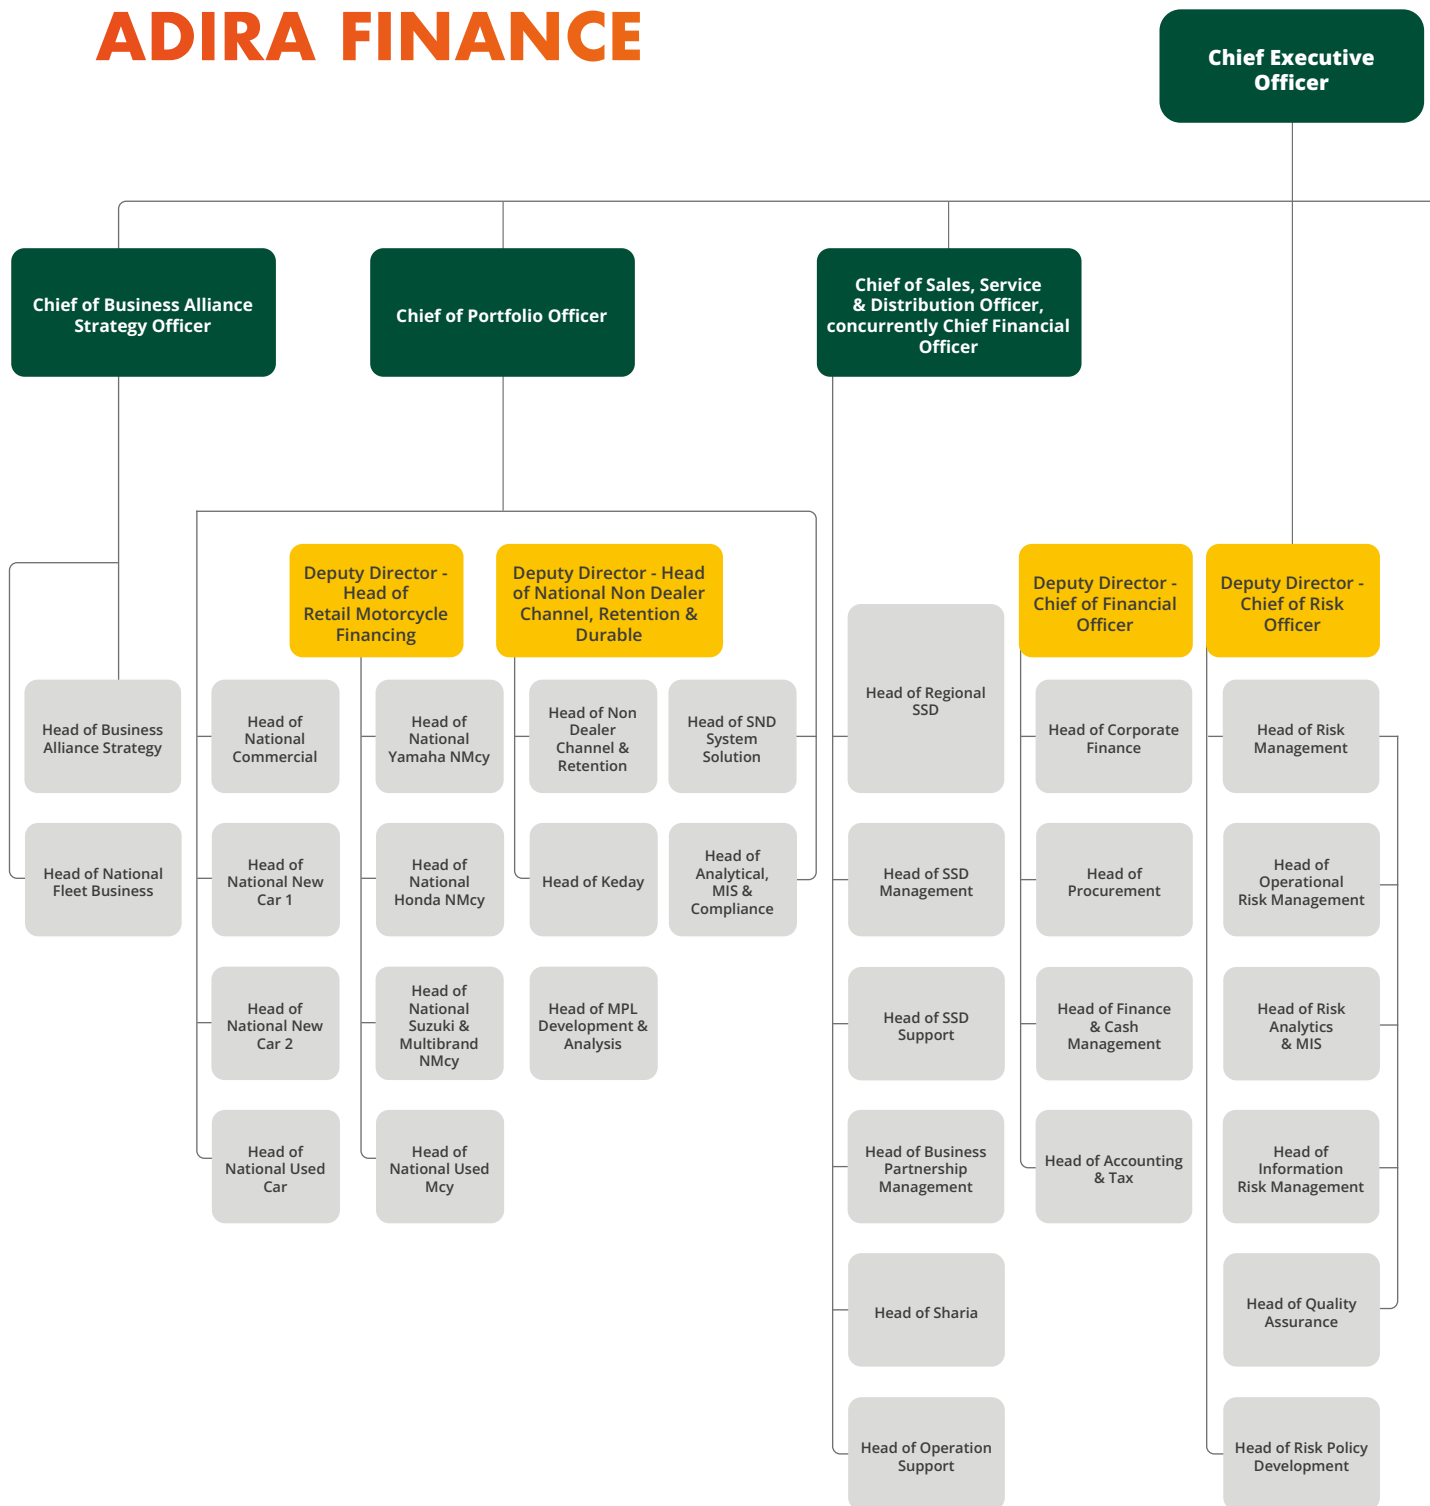 ADIRA FINANCE
Chief Executive
Officer
Chief of Business Alliance
Strategy Officer
Chief of Portfolio Officer
Chief of Sales, Service
& Distribution Officer,
concurrently Chief Financial
Officer
Deputy Director -
Head of
Retail Motorcycle
Financing
Deputy Director - Head
of National Non Dealer
Channel, Retention &
Durable
Deputy Director -
Chief of Financial
Officer
Deputy Director -
Chief of Risk
Officer
Head of Business
Alliance Strategy
Head of
National
Commercial
Head of
National
Yamaha NMcy
Head of Non
Dealer
Channel &
Retention
Head of SND
System
Solution
Head of Regional
SSD
Head of Corporate
Finance
Head of Risk
Management
Head of National
Fleet Business
Head of
National New
Car 1
Head of
National
Honda NMcy
Head of Keday
Head of
Analytical,
MIS &
Compliance
Head of SSD
Management
Head of
Procurement
Head of
Operational
Risk Management
Head of
National New
Car 2
Head of
National
Suzuki &
Multibrand
NMcy
Head of MPL
Development &
Analysis
Head of SSD
Support
Head of Finance
& Cash
Management
Head of Risk
Analytics
& MIS
Head of
National Used
Car
Head of
National Used
Mcy
Head of Business
Partnership
Management
Head of Accounting
& Tax
Head of
Information
Risk Management
Head of Sharia
Head of Quality
Assurance
Head of Operation
Support
Head of Risk Policy
Development